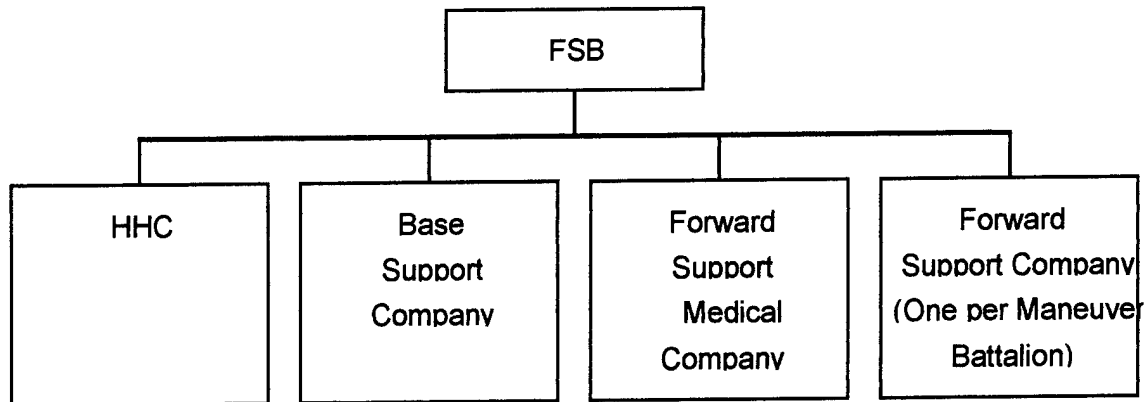 FSB
HHC
Base
Support
Company
Forward
Support
Medical
Company
Forward
Support Company
(One per Maneuver
Battalion)